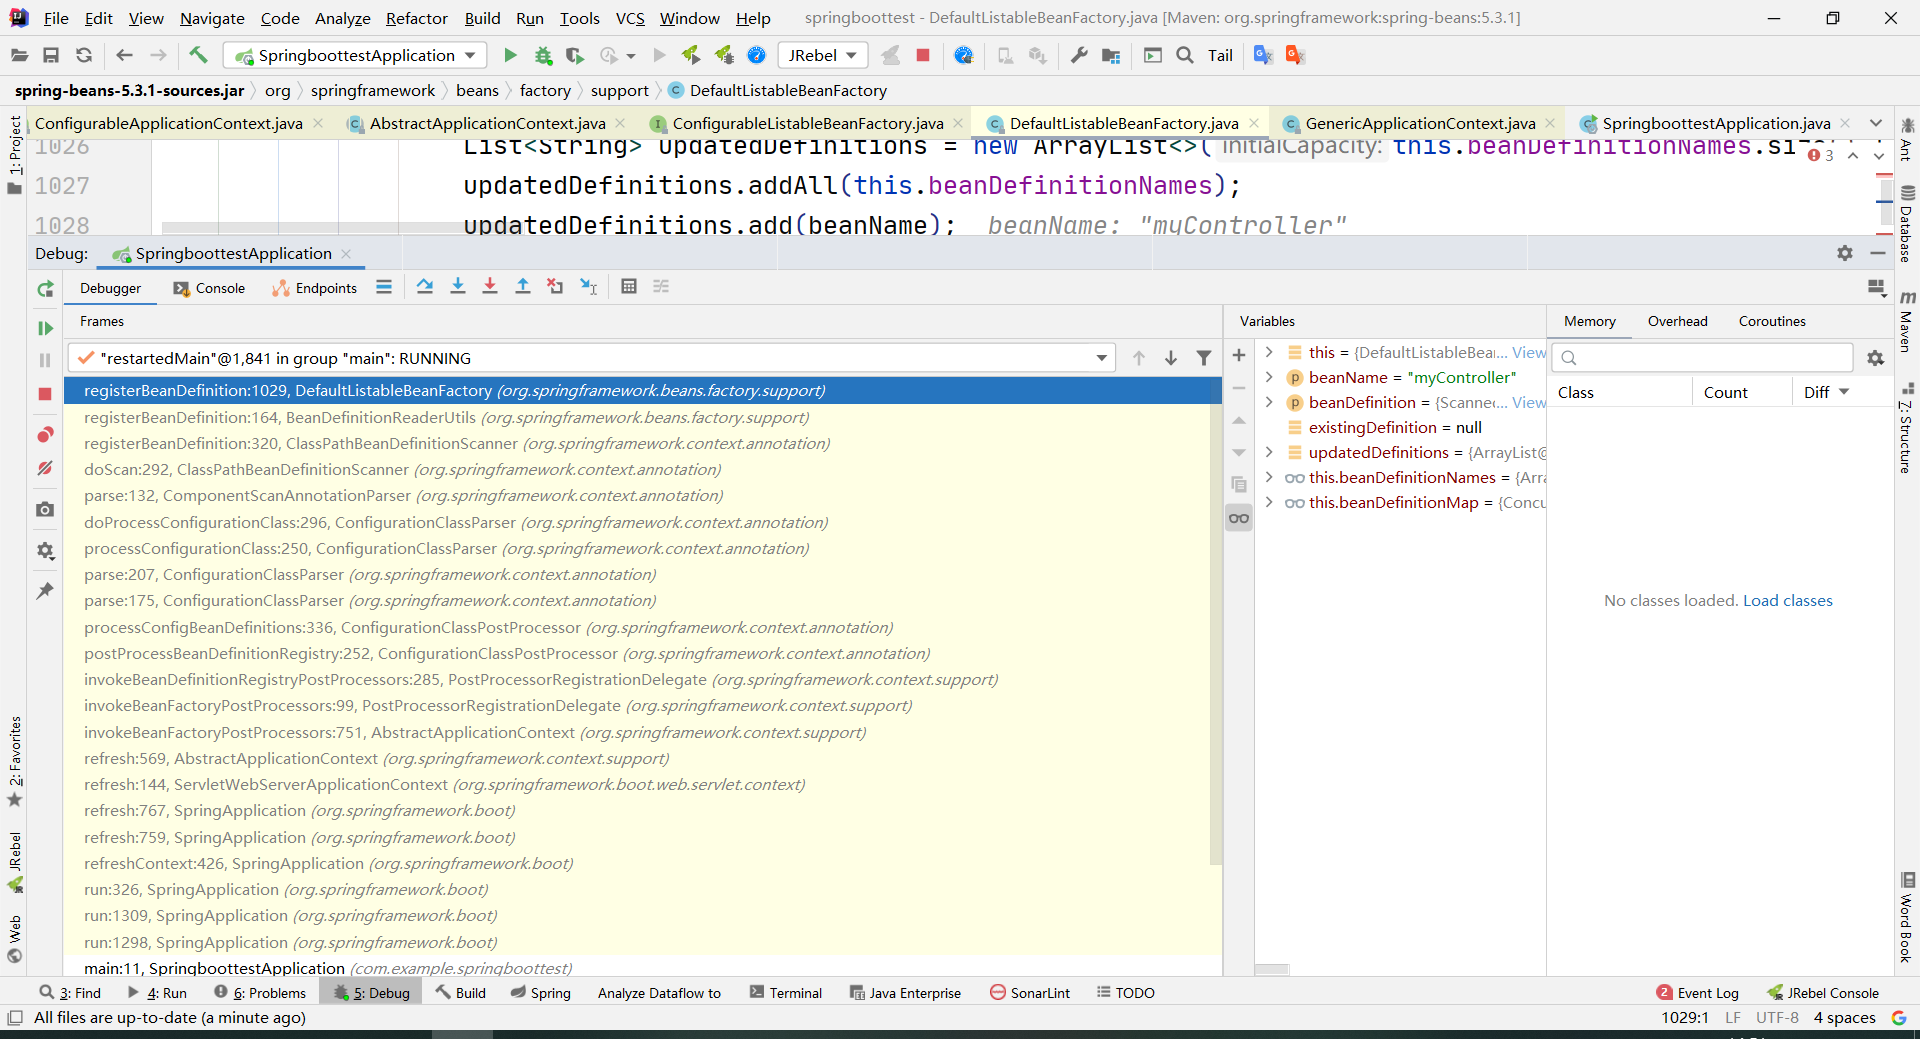 File Edit View Navigate Code Analyze Refactor Build Run Tools VCS Window Help springboottest - DefaultListableBeanFactory.java [Maven: org.springframework:spring-beans:5.3.1]
SpringboottestApplication JRebel Tail
spring-beans-5.3.1-sources.jar org springframework beans factory support DefaultListableBeanFactory
ConfigurableApplicationContext.java AbstractApplicationContext.java ConfigurableListableBeanFactory.java DefaultListableBeanFactory.java GenericApplicationContext.java SpringboottestApplication.java
1026 List<String> updatedDefinitions = new ArrayList<>( initialCapacity: this.beanDefinitionNames.size 3
1027 updatedDefinitions.addAll(this.beanDefinitionNames);
1028 updatedDefinitions.add(beanName); beanName: "myController"
Debug: SpringboottestApplication
Debugger Console Endpoints
Frames
"restartedMain"@1,841 in group "main": RUNNING
registerBeanDefinition:1029, DefaultListableBeanFactory (org.springframework.beans.factory.support)
registerBeanDefinition:164, BeanDefinitionReaderUtils (org.springframework.beans.factory.support)
registerBeanDefinition:320, ClassPathBeanDefinitionScanner (org.springframework.context.annotation)
doScan:292, ClassPathBeanDefinitionScanner (org.springframework.context.annotation)
parse:132, ComponentScanAnnotationParser (org.springframework.context.annotation)
doProcessConfigurationClass:296, ConfigurationClassParser (org.springframework.context.annotation)
processConfigurationClass:250, ConfigurationClassParser (org.springframework.context.annotation)
parse:207, ConfigurationClassParser (org.springframework.context.annotation)
parse:175, ConfigurationClassParser (org.springframework.context.annotation)
processConfigBeanDefinitions:336, ConfigurationClassPostProcessor (org.springframework.context.annotation)
postProcessBeanDefinitionRegistry:252, ConfigurationClassPostProcessor (org.springframework.context.annotation)
invokeBeanDefinitionRegistryPostProcessors:285, PostProcessorRegistrationDelegate (org.springframework.context.support)
invokeBeanFactoryPostProcessors:99, PostProcessorRegistrationDelegate (org.springframework.context.support)
invokeBeanFactoryPostProcessors:751, AbstractApplicationContext (org.springframework.context.support)
refresh:569, AbstractApplicationContext (org.springframework.context.support)
refresh:144, ServletWebServerApplicationContext (org.springframework.boot.web.servlet.context)
refresh:767, SpringApplication (org.springframework.boot)
refresh:759, SpringApplication (org.springframework.boot)
refreshContext:426, SpringApplication (org.springframework.boot)
run:326, SpringApplication (org.springframework.boot)
run:1309, SpringApplication (org.springframework.boot)
run:1298, SpringApplication (org.springframework.boot)
main:11, SpringboottestApplication (com.example.springboottest)
Variables
this = {DefaultListableBea... View
beanName = "myController"
beanDefinition = {Scanne... View
existingDefinition = null
updatedDefinitions = {ArrayList@
this.beanDefinitionNames = {Arra
this.beanDefinitionMap = {Concu
Memory Overhead Coroutines
Class Count Diff
No classes loaded. Load classes
1: Project
2: Favorites
JRebel
Web
Ant
Database
Maven
7: Structure
Word Book
3: Find 4: Run 6: Problems 5: Debug Build Spring Analyze Dataflow to Terminal Java Enterprise SonarLint TODO 2 Event Log JRebel Console
All files are up-to-date (a minute ago) 1029:1 LF UTF-8 4 spaces